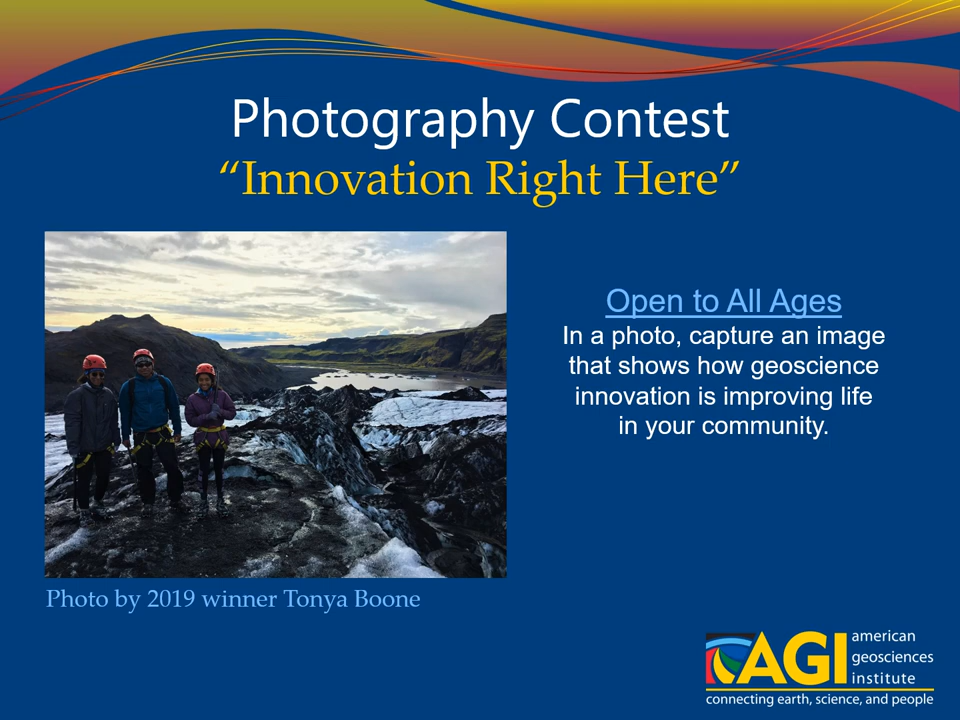 Photography Contest
“Innovation Right Here”
Open to All Ages
In a photo, capture an image
that shows how geoscience
innovation is improving life
in your community.
Photo by 2019 winner Tonya Boone
AGI
american
geosciences
institute
connecting earth, science, and people